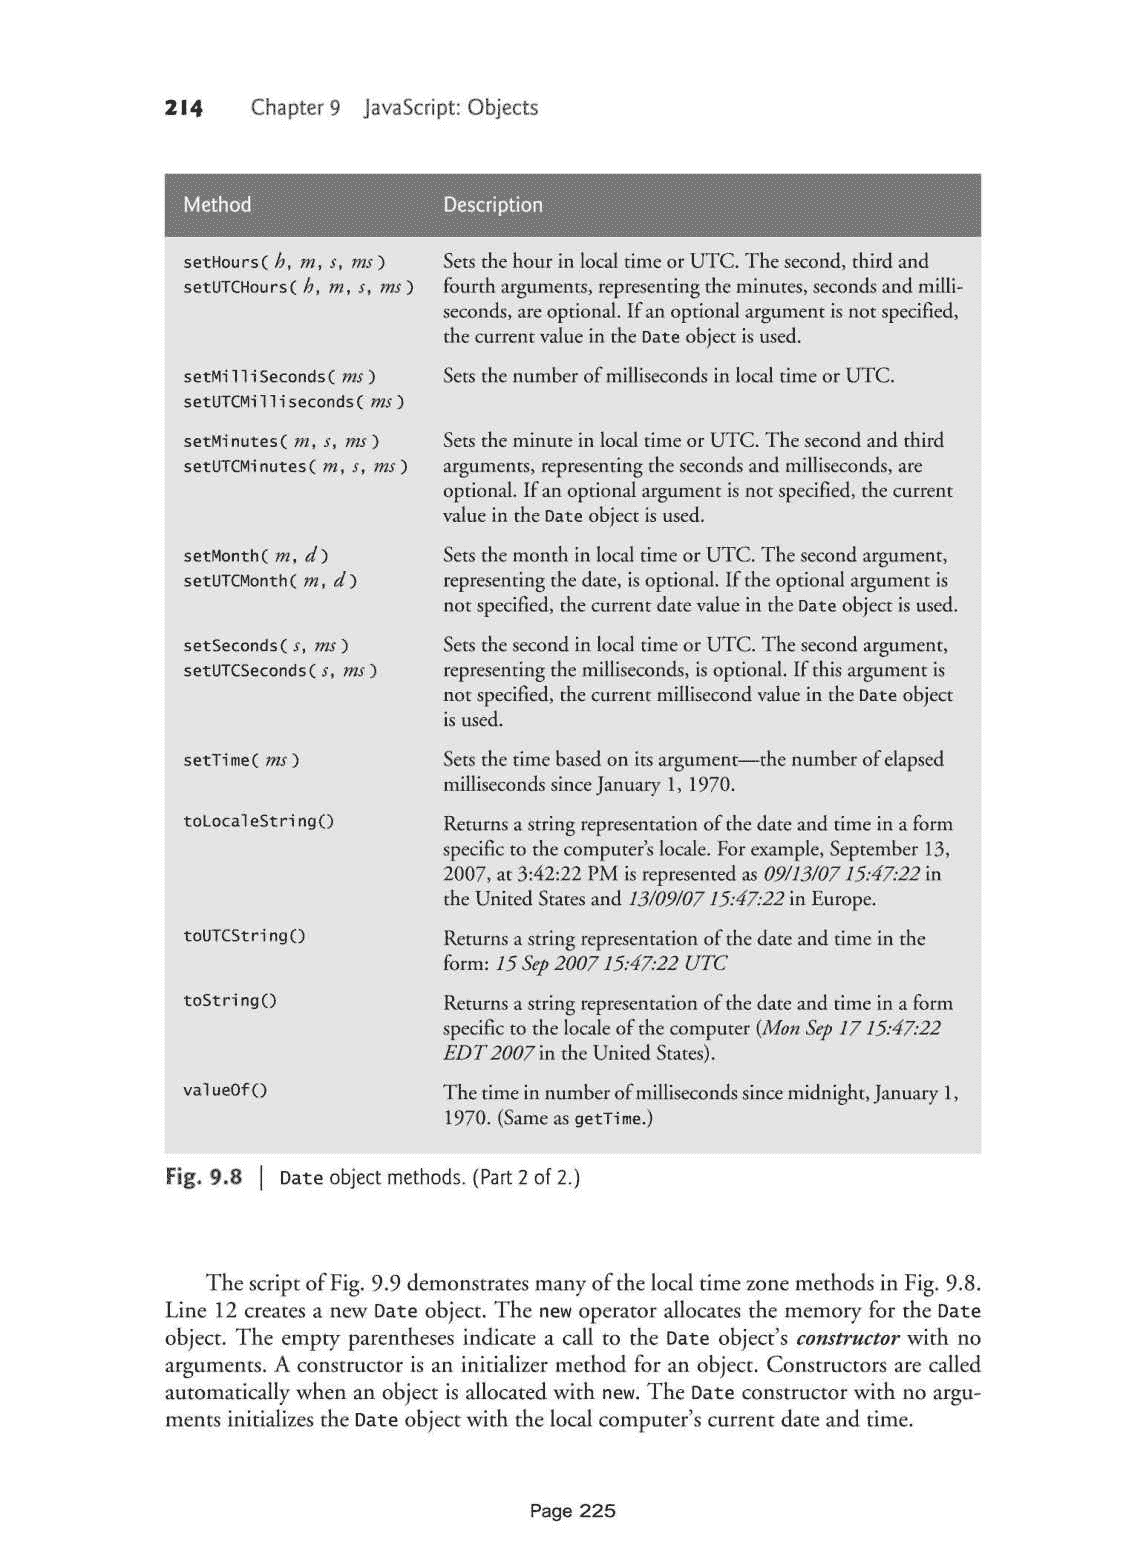 214 Chapter 9 JavaScript: Objects
Method Description
setHours( h, m, s, ms ) Sets the hour in local time or UTC. The second, third and
setUTCHours( h, m, s, ms ) fourth arguments, representing the minutes, seconds and milli-
seconds, are optional. If an optional argument is not specified,
the current value in the Date object is used.
setMilliSeconds( ms ) Sets the number of milliseconds in local time or UTC.
setUTCMilliseconds( ms )
setMinutes( m, s, ms ) Sets the minute in local time or UTC. The second and third
setUTCMinutes( m, s, ms ) arguments, representing the seconds and milliseconds, are
optional. If an optional argument is not specified, the current
value in the Date object is used.
setMonth( m, d ) Sets the month in local time or UTC. The second argument,
setUTCMonth( m, d ) representing the date, is optional. If the optional argument is
not specified, the current date value in the Date object is used.
setSeconds( s, ms ) Sets the second in local time or UTC. The second argument,
setUTCSeconds( s, ms ) representing the milliseconds, is optional. If this argument is
not specified, the current millisecond value in the Date object
is used.
setTime( ms ) Sets the time based on its argument—the number of elapsed
milliseconds since January 1, 1970.
toLocaleString() Returns a string representation of the date and time in a form
specific to the computer's locale. For example, September 13,
2007, at 3:42:22 PM is represented as 09/13/07 15:47:22 in
the United States and 13/09/07 15:47:22 in Europe.
toUTCString() Returns a string representation of the date and time in the
form: 15 Sep 2007 15:47:22 UTC
toString() Returns a string representation of the date and time in a form
specific to the locale of the computer (Mon Sep 17 15:47:22
EDT 2007 in the United States).
valueOf() The time in number of milliseconds since midnight, January 1,
1970. (Same as getTime.)
Fig. 9.8 | Date object methods. (Part 2 of 2.)
The script of Fig. 9.9 demonstrates many of the local time zone methods in Fig. 9.8.
Line 12 creates a new Date object. The new operator allocates the memory for the Date
object. The empty parentheses indicate a call to the Date object's constructor with no
arguments. A constructor is an initializer method for an object. Constructors are called
automatically when an object is allocated with new. The Date constructor with no argu-
ments initializes the Date object with the local computer's current date and time.
Page 225